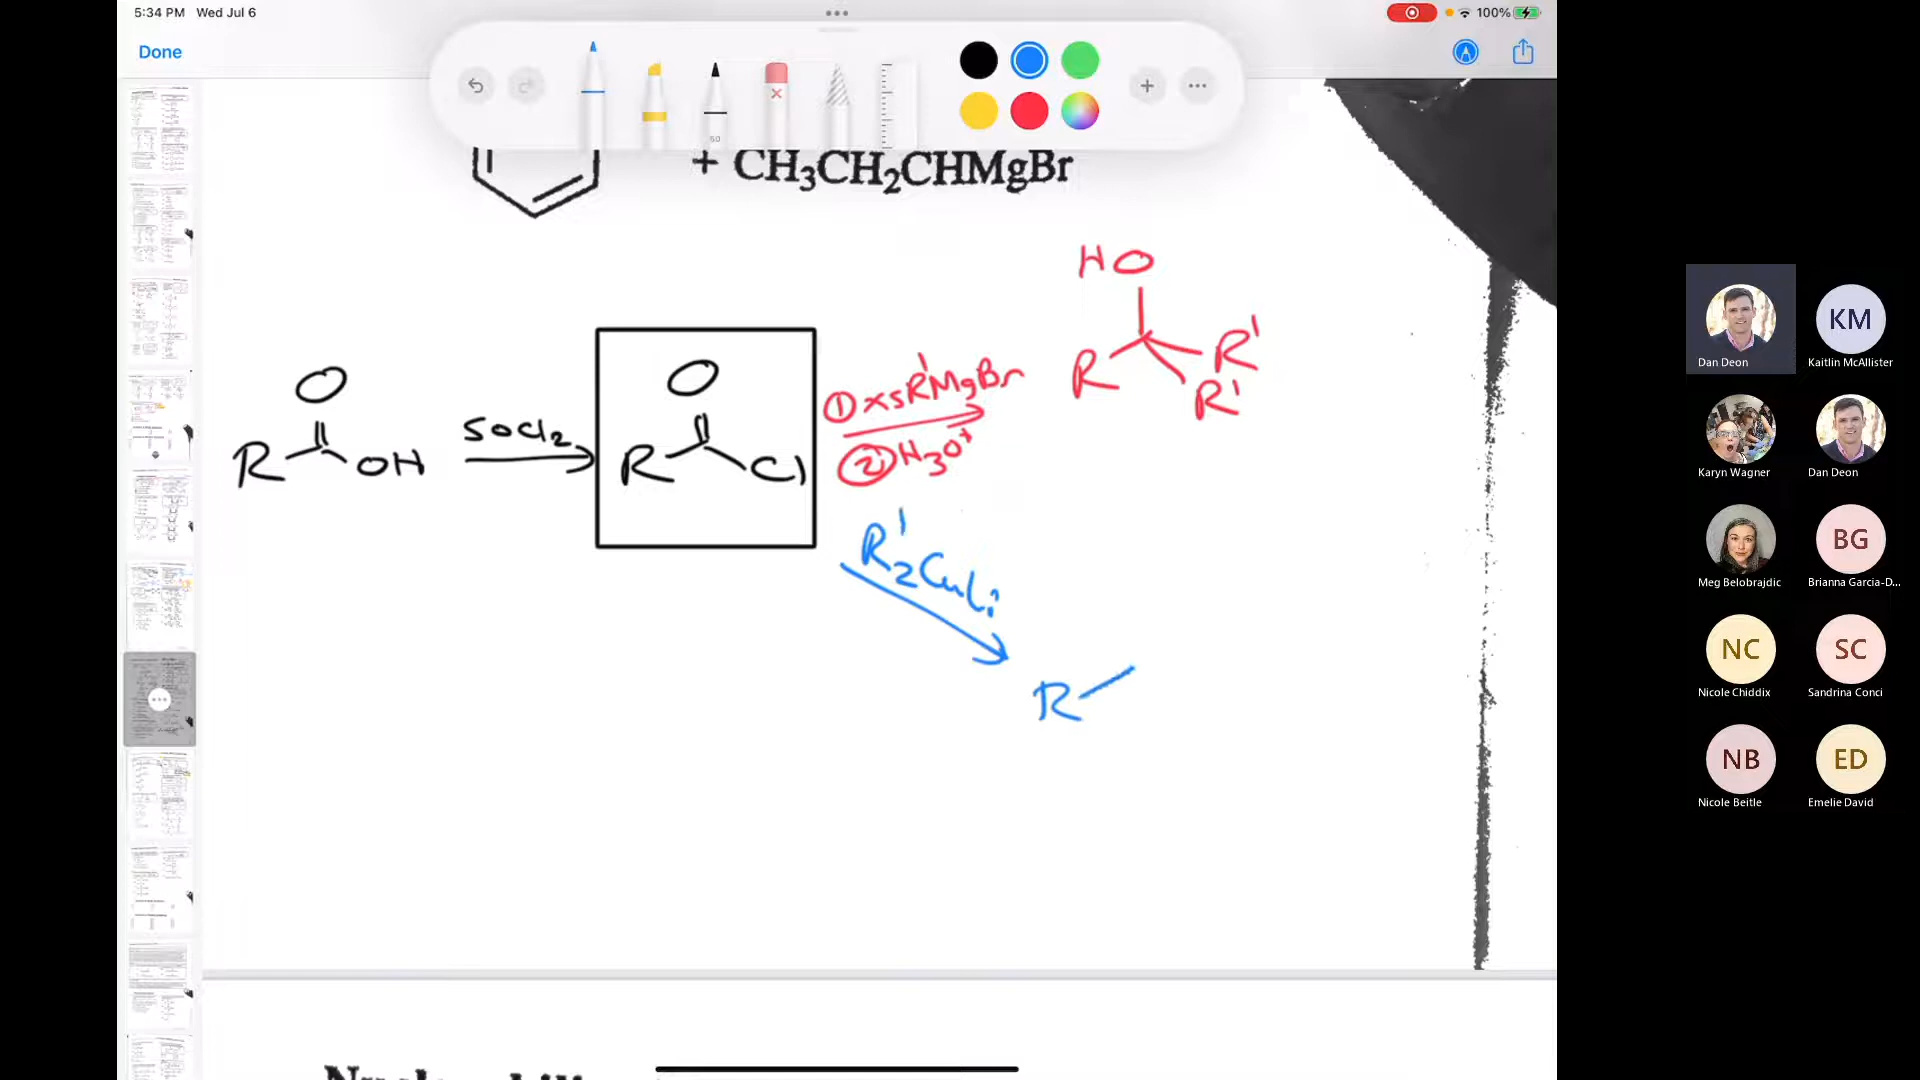 5:34 PM Wed Jul 6
100%
Done
50
+ CH₃CH₂CHMgBr
HO
R R'
R'
O
R OH
SOCl₂
O
R Cl
① xsR'MgBr
② H₃O⁺
R'₂CuLi
R
Dan Deon
KM
Kaitlin McAllister
Karyn Wagner
Dan Deon
Meg Belobrajdic
BG
Brianna Garcia-D...
NC
Nicole Chiddix
SC
Sandrina Conci
NB
Nicole Beitle
ED
Emelie David